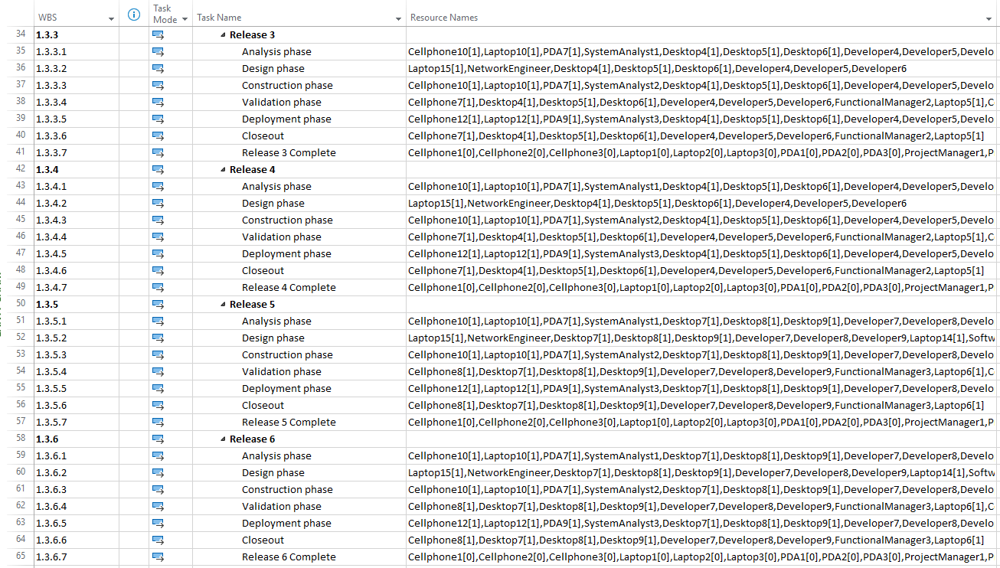 WBS Task Mode Task Name Resource Names
34 1.3.3 Release 3
35 1.3.3.1 Analysis phase Cellphone10[1],Laptop10[1],PDA7[1],SystemAnalyst1,Desktop4[1],Desktop5[1],Desktop6[1],Developer4,Developer5,Develo
36 1.3.3.2 Design phase Laptop15[1],NetworkEngineer,Desktop4[1],Desktop5[1],Desktop6[1],Developer4,Developer5,Developer6
37 1.3.3.3 Construction phase Cellphone10[1],Laptop10[1],PDA7[1],SystemAnalyst2,Desktop4[1],Desktop5[1],Desktop6[1],Developer4,Developer5,Develo
38 1.3.3.4 Validation phase Cellphone7[1],Desktop4[1],Desktop5[1],Desktop6[1],Developer4,Developer5,Developer6,FunctionalManager2,Laptop5[1],C
39 1.3.3.5 Deployment phase Cellphone12[1],Laptop12[1],PDA9[1],SystemAnalyst3,Desktop4[1],Desktop5[1],Desktop6[1],Developer4,Developer5,Develo
40 1.3.3.6 Closeout Cellphone7[1],Desktop4[1],Desktop5[1],Desktop6[1],Developer4,Developer5,Developer6,FunctionalManager2,Laptop5[1]
41 1.3.3.7 Release 3 Complete Cellphone1[0],Cellphone2[0],Cellphone3[0],Laptop1[0],Laptop2[0],Laptop3[0],PDA1[0],PDA2[0],PDA3[0],ProjectManager1,P
42 1.3.4 Release 4
43 1.3.4.1 Analysis phase Cellphone10[1],Laptop10[1],PDA7[1],SystemAnalyst1,Desktop4[1],Desktop5[1],Desktop6[1],Developer4,Developer5,Develo
44 1.3.4.2 Design phase Laptop15[1],NetworkEngineer,Desktop4[1],Desktop5[1],Desktop6[1],Developer4,Developer5,Developer6
45 1.3.4.3 Construction phase Cellphone10[1],Laptop10[1],PDA7[1],SystemAnalyst2,Desktop4[1],Desktop5[1],Desktop6[1],Developer4,Developer5,Develo
46 1.3.4.4 Validation phase Cellphone7[1],Desktop4[1],Desktop5[1],Desktop6[1],Developer4,Developer5,Developer6,FunctionalManager2,Laptop5[1],C
47 1.3.4.5 Deployment phase Cellphone12[1],Laptop12[1],PDA9[1],SystemAnalyst3,Desktop4[1],Desktop5[1],Desktop6[1],Developer4,Developer5,Develo
48 1.3.4.6 Closeout Cellphone7[1],Desktop4[1],Desktop5[1],Desktop6[1],Developer4,Developer5,Developer6,FunctionalManager2,Laptop5[1]
49 1.3.4.7 Release 4 Complete Cellphone1[0],Cellphone2[0],Cellphone3[0],Laptop1[0],Laptop2[0],Laptop3[0],PDA1[0],PDA2[0],PDA3[0],ProjectManager1,P
50 1.3.5 Release 5
51 1.3.5.1 Analysis phase Cellphone10[1],Laptop10[1],PDA7[1],SystemAnalyst1,Desktop7[1],Desktop8[1],Desktop9[1],Developer7,Developer8,Develo
52 1.3.5.2 Design phase Laptop15[1],NetworkEngineer,Desktop7[1],Desktop8[1],Desktop9[1],Developer7,Developer8,Developer9,Laptop14[1],Softw
53 1.3.5.3 Construction phase Cellphone10[1],Laptop10[1],PDA7[1],SystemAnalyst2,Desktop7[1],Desktop8[1],Desktop9[1],Developer7,Developer8,Develo
54 1.3.5.4 Validation phase Cellphone8[1],Desktop7[1],Desktop8[1],Desktop9[1],Developer7,Developer8,Developer9,FunctionalManager3,Laptop6[1],C
55 1.3.5.5 Deployment phase Cellphone12[1],Laptop12[1],PDA9[1],SystemAnalyst3,Desktop7[1],Desktop8[1],Desktop9[1],Developer7,Developer8,Develo
56 1.3.5.6 Closeout Cellphone8[1],Desktop7[1],Desktop8[1],Desktop9[1],Developer7,Developer8,Developer9,FunctionalManager3,Laptop6[1]
57 1.3.5.7 Release 5 Complete Cellphone1[0],Cellphone2[0],Cellphone3[0],Laptop1[0],Laptop2[0],Laptop3[0],PDA1[0],PDA2[0],PDA3[0],ProjectManager1,P
58 1.3.6 Release 6
59 1.3.6.1 Analysis phase Cellphone10[1],Laptop10[1],PDA7[1],SystemAnalyst1,Desktop7[1],Desktop8[1],Desktop9[1],Developer7,Developer8,Develo
60 1.3.6.2 Design phase Laptop15[1],NetworkEngineer,Desktop7[1],Desktop8[1],Desktop9[1],Developer7,Developer8,Developer9,Laptop14[1],Softw
61 1.3.6.3 Construction phase Cellphone10[1],Laptop10[1],PDA7[1],SystemAnalyst2,Desktop7[1],Desktop8[1],Desktop9[1],Developer7,Developer8,Develo
62 1.3.6.4 Validation phase Cellphone8[1],Desktop7[1],Desktop8[1],Desktop9[1],Developer7,Developer8,Developer9,FunctionalManager3,Laptop6[1],C
63 1.3.6.5 Deployment phase Cellphone12[1],Laptop12[1],PDA9[1],SystemAnalyst3,Desktop7[1],Desktop8[1],Desktop9[1],Developer7,Developer8,Develo
64 1.3.6.6 Closeout Cellphone8[1],Desktop7[1],Desktop8[1],Desktop9[1],Developer7,Developer8,Developer9,FunctionalManager3,Laptop6[1]
65 1.3.6.7 Release 6 Complete Cellphone1[0],Cellphone2[0],Cellphone3[0],Laptop1[0],Laptop2[0],Laptop3[0],PDA1[0],PDA2[0],PDA3[0],ProjectManager1,P